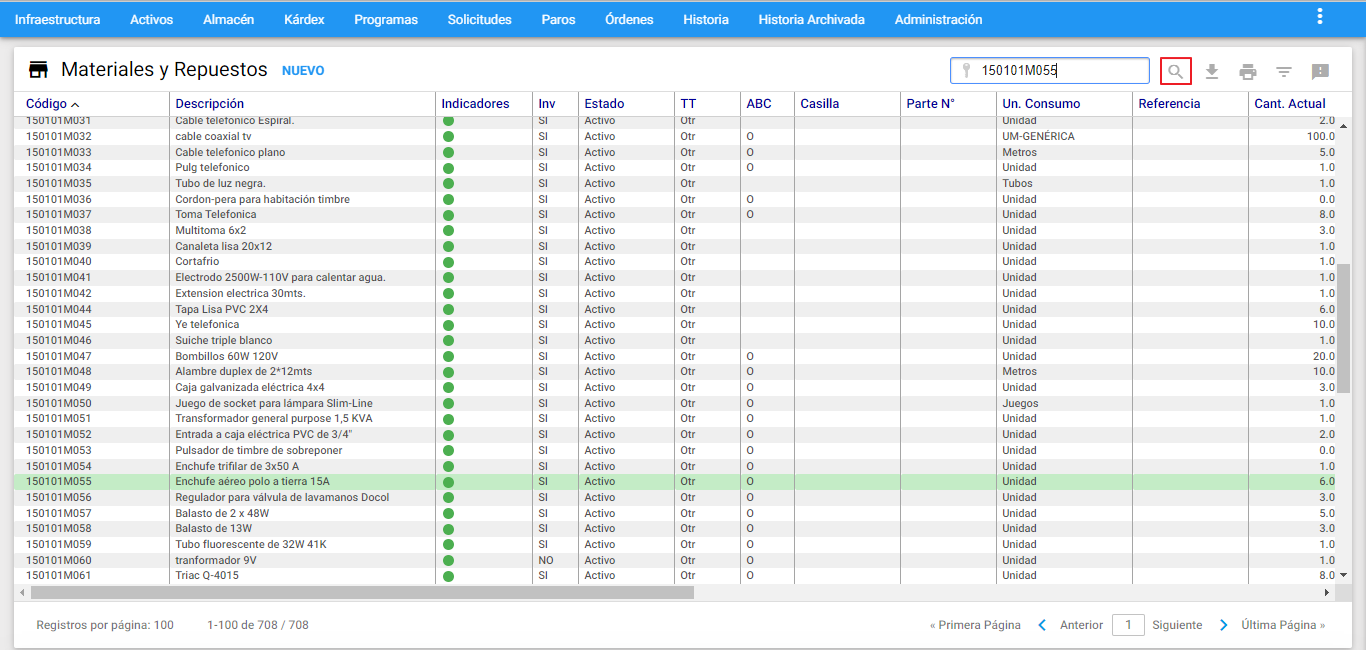 Infraestructura Activos Almacén Kárdex Programas Solicitudes Paros Órdenes Historia Historia Archivada Administración
Materiales y Repuestos NUEVO 150101M055
Código Descripción Indicadores Inv Estado TT ABC Casilla Parte N° Un. Consumo Referencia Cant. Actual
150101M031 Cable telefonico Espiral. SI Activo Otr Unidad 2.0
150101M032 cable coaxial tv SI Activo Otr O UM-GENÉRICA 100.0
150101M033 Cable telefonico plano SI Activo Otr O Metros 5.0
150101M034 Pulg telefonico SI Activo Otr O Unidad 1.0
150101M035 Tubo de luz negra. SI Activo Otr Tubos 1.0
150101M036 Cordon-pera para habitación timbre SI Activo Otr O Unidad 0.0
150101M037 Toma Telefonica SI Activo Otr O Unidad 8.0
150101M038 Multitoma 6x2 SI Activo Otr Unidad 3.0
150101M039 Canaleta lisa 20x12 SI Activo Otr Unidad 1.0
150101M040 Cortafrio SI Activo Otr Unidad 1.0
150101M041 Electrodo 2500W-110V para calentar agua. SI Activo Otr Unidad 1.0
150101M042 Extension electrica 30mts. SI Activo Otr Unidad 1.0
150101M044 Tapa Lisa PVC 2X4 SI Activo Otr Unidad 6.0
150101M045 Ye telefonica SI Activo Otr Unidad 10.0
150101M046 Suiche triple blanco SI Activo Otr Unidad 1.0
150101M047 Bombillos 60W 120V SI Activo Otr O Unidad 20.0
150101M048 Alambre duplex de 2*12mts SI Activo Otr O Metros 10.0
150101M049 Caja galvanizada eléctrica 4x4 SI Activo Otr O Unidad 3.0
150101M050 Juego de socket para lámpara Slim-Line SI Activo Otr O Juegos 1.0
150101M051 Transformador general purpose 1,5 KVA SI Activo Otr O Unidad 1.0
150101M052 Entrada a caja eléctrica PVC de 3/4" SI Activo Otr O Unidad 2.0
150101M053 Pulsador de timbre de sobreponer SI Activo Otr O Unidad 0.0
150101M054 Enchufe trifilar de 3x50 A SI Activo Otr O Unidad 1.0
150101M055 Enchufe aéreo polo a tierra 15A SI Activo Otr O Unidad 6.0
150101M056 Regulador para válvula de lavamanos Docol SI Activo Otr O Unidad 3.0
150101M057 Balasto de 2 x 48W SI Activo Otr O Unidad 5.0
150101M058 Balasto de 13W SI Activo Otr O Unidad 3.0
150101M059 Tubo fluorescente de 32W 41K SI Activo Otr O Unidad 1.0
150101M060 tranformador 9V NO Activo Otr O Unidad 1.0
150101M061 Triac Q-4015 SI Activo Otr O Unidad 8.0
Registros por página: 100 1-100 de 708 / 708 « Primera Página Anterior 1 Siguiente Última Página »